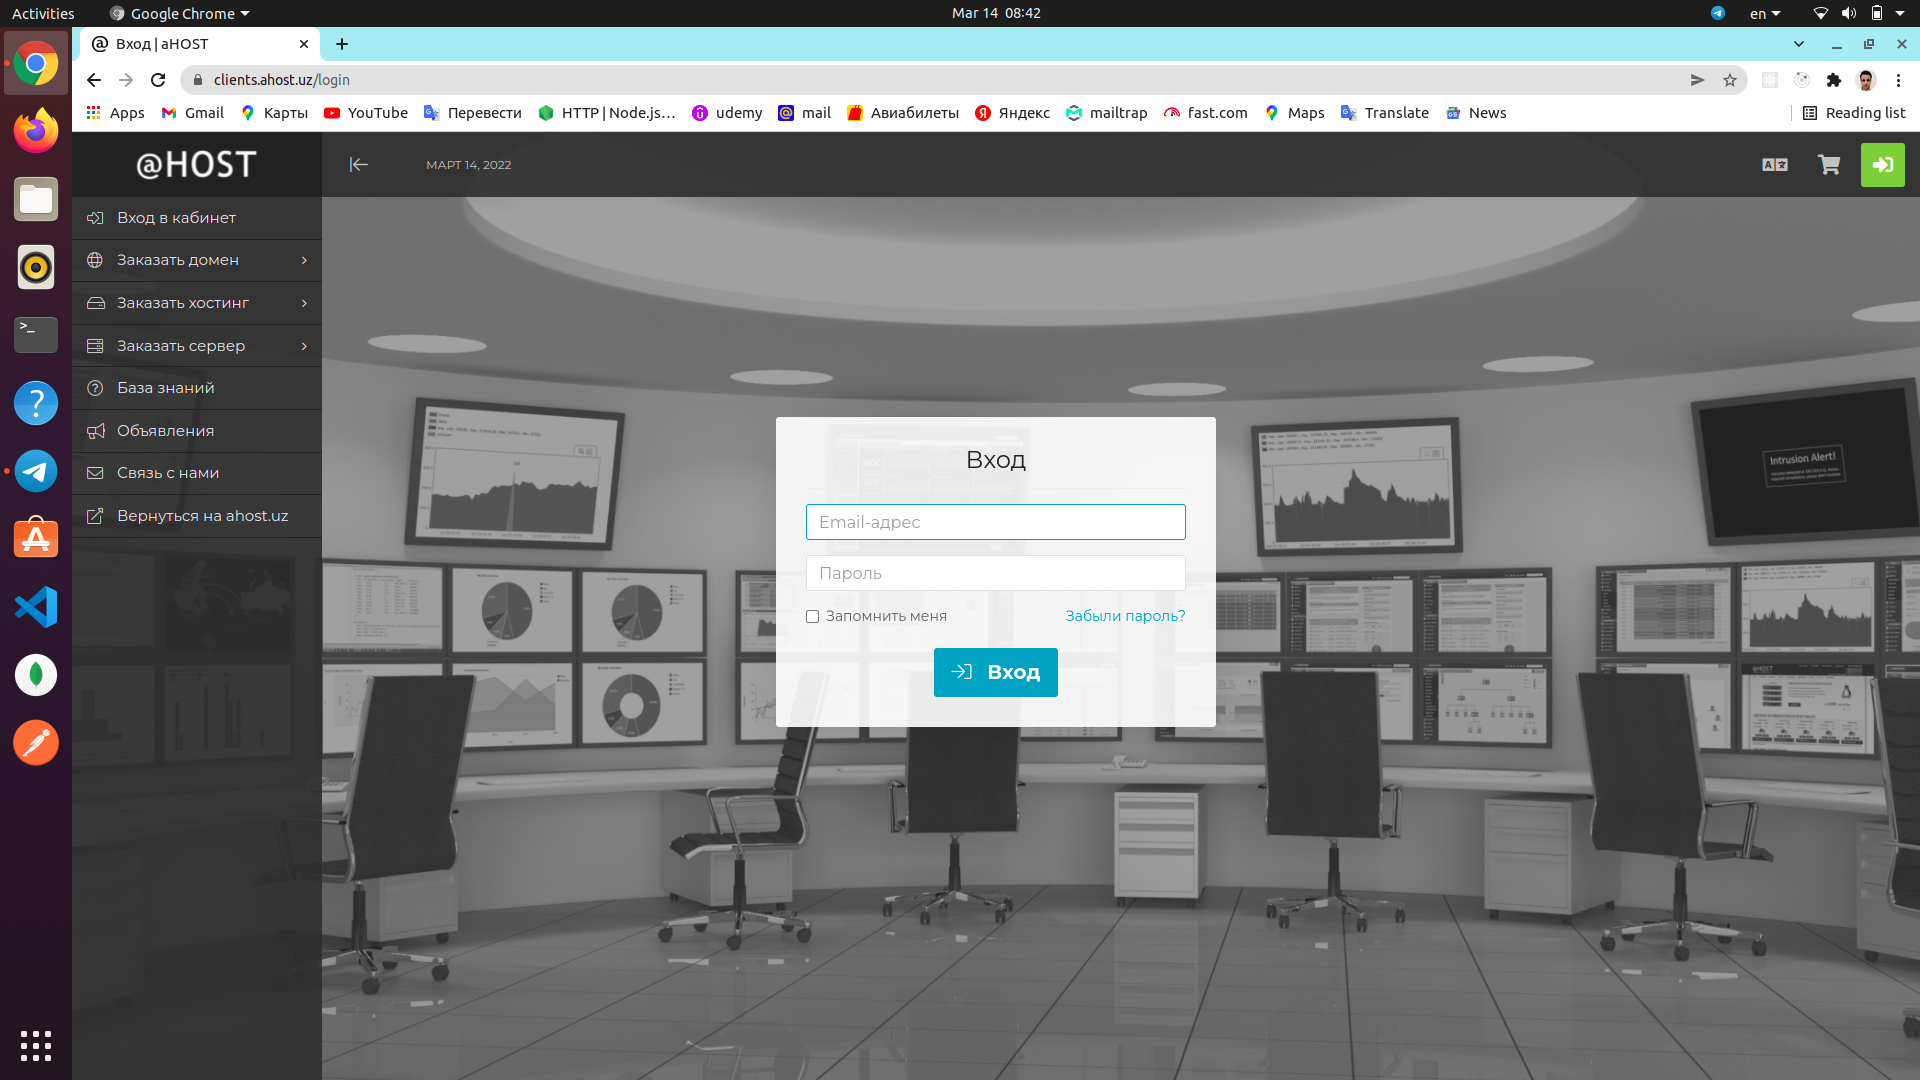 Activities
Google Chrome
Mar 14 08:42
en
Вход | aHOST
clients.ahost.uz/login
Apps
Gmail
Карты
YouTube
Перевести
HTTP | Node.js…
udemy
mail
Авиабилеты
Яндекс
mailtrap
fast.com
Maps
Translate
News
Reading list
@HOST
МАРТ 14, 2022
Вход в кабинет
Заказать домен
Заказать хостинг
Заказать сервер
База знаний
Объявления
Связь с нами
Вернуться на ahost.uz
Intrusion Alert!
Вход
Email-адрес
Пароль
Запомнить меня
Забыли пароль?
Вход